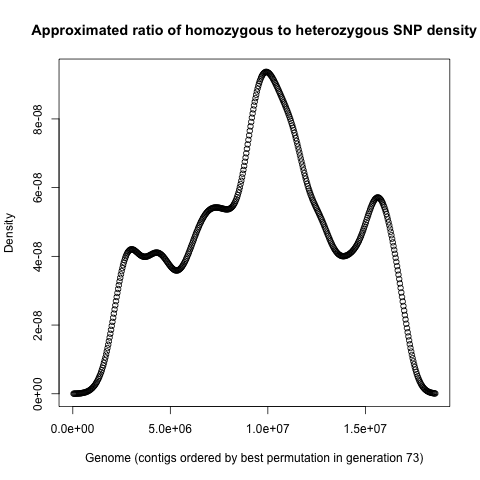 Approximated ratio of homozygous to heterozygous SNP density
Density
8e-08
6e-08
4e-08
2e-08
0e+00
0.0e+00 5.0e+06 1.0e+07 1.5e+07
Genome (contigs ordered by best permutation in generation 73)